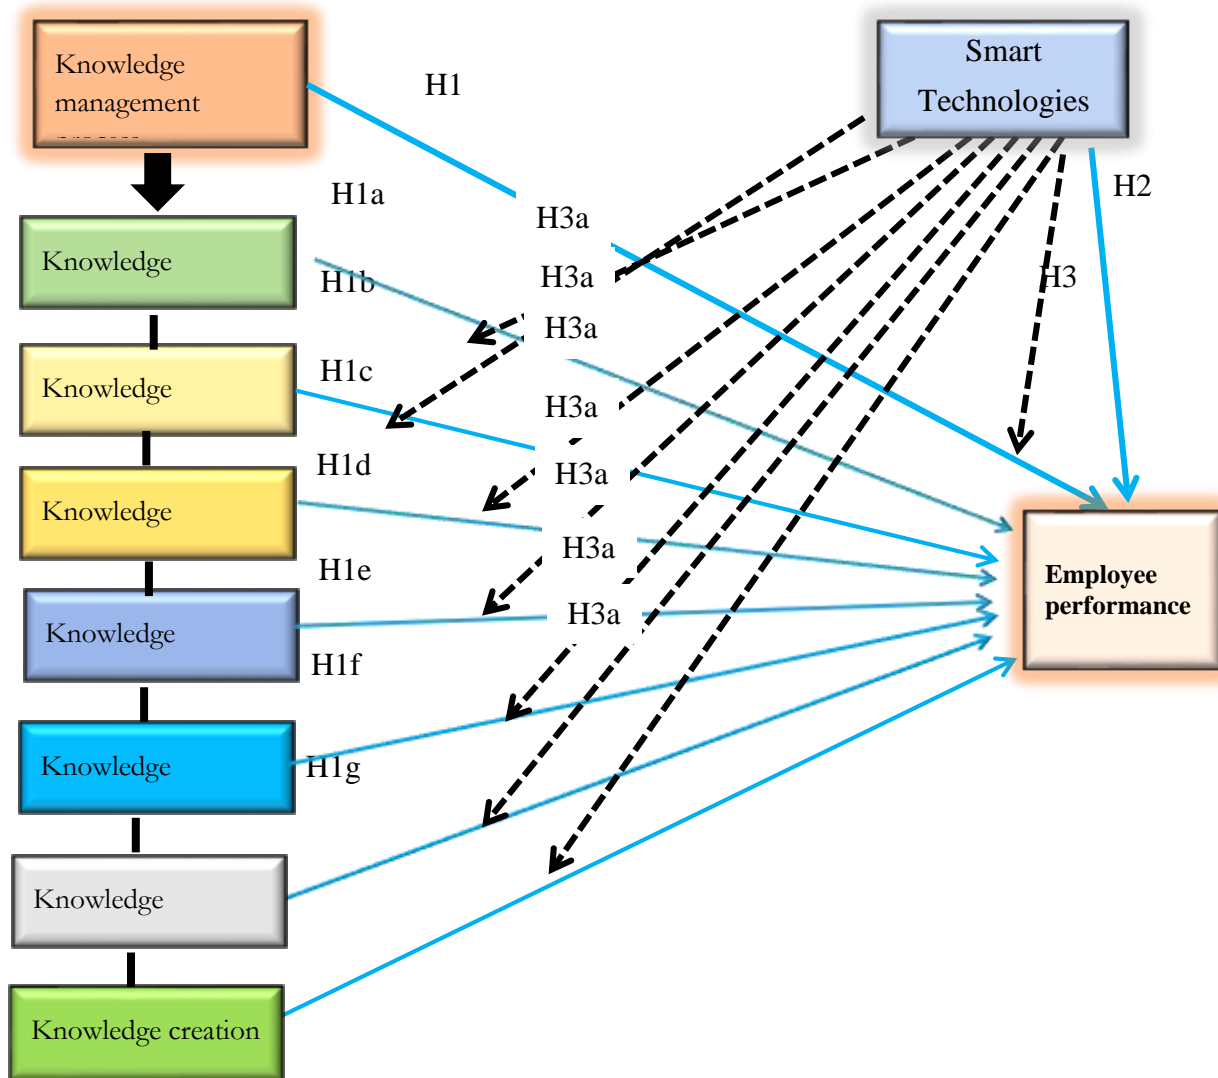 Knowledge
management
H1
Smart
Technologies
H1a
H2
H3a
Knowledge
H1b
H3a
H3
H3a
H1c
Knowledge
H3a
H1d
H3a
Knowledge
H3a
H1e
Employee
performance
H3a
Knowledge
H1f
Knowledge
H1g
Knowledge
Knowledge creation